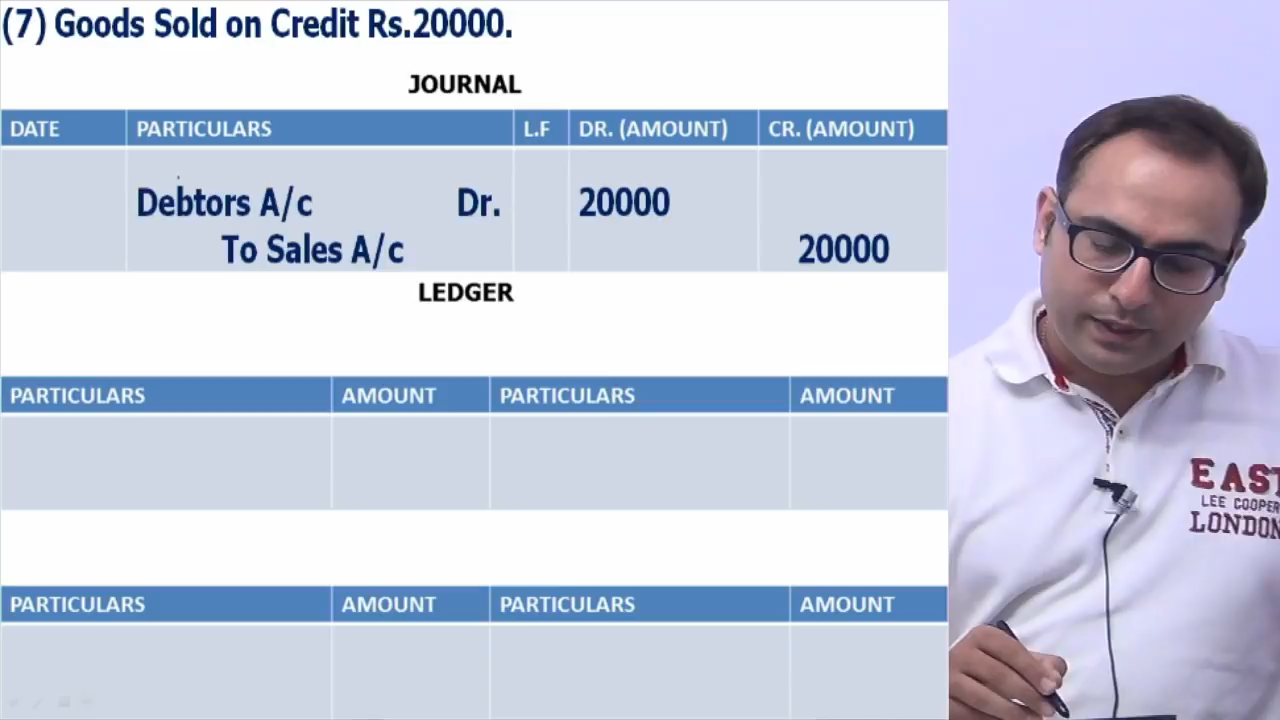 (7) Goods Sold on Credit Rs.20000.
JOURNAL
DATE PARTICULARS L.F DR. (AMOUNT) CR. (AMOUNT)
Debtors A/c Dr. 20000
To Sales A/c 20000
LEDGER
PARTICULARS AMOUNT PARTICULARS AMOUNT
PARTICULARS AMOUNT PARTICULARS AMOUNT
EAST
LEE COOPER
LONDON